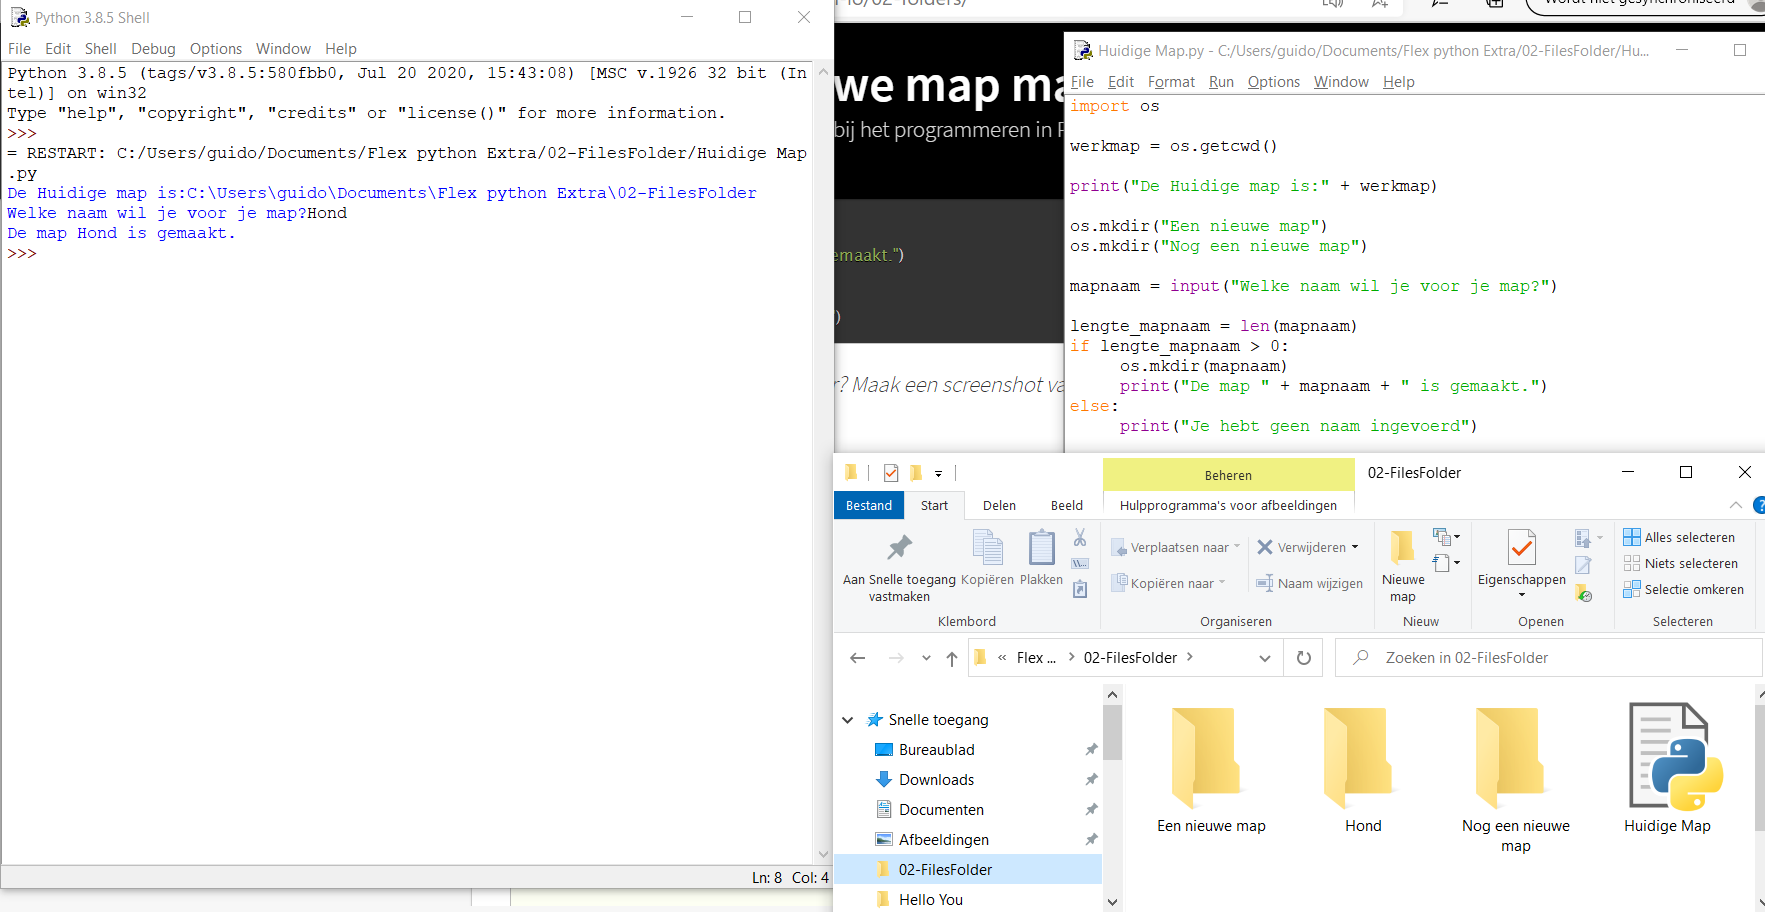 Python 3.8.5 Shell
File Edit Shell Debug Options Window Help
Python 3.8.5 (tags/v3.8.5:580fbb0, Jul 20 2020, 15:43:08) [MSC v.1926 32 bit (In
tel)] on win32
Type "help", "copyright", "credits" or "license()" for more information.
>>>
= RESTART: C:/Users/guido/Documents/Flex python Extra/02-FilesFolder/Huidige Map
.py
De Huidige map is:C:\Users\guido\Documents\Flex python Extra\02-FilesFolder
Welke naam wil je voor je map?Hond
De map Hond is gemaakt.
>>>
Ln: 8 Col: 4
/02-folders/
Wordt niet gesynchroniseerd
we map ma
bij het programmeren in P
emaakt.")
)
r? Maak een screenshot va
Huidige Map.py - C:/Users/guido/Documents/Flex python Extra/02-FilesFolder/Hu...
File Edit Format Run Options Window Help
import os
werkmap = os.getcwd()
print("De Huidige map is:" + werkmap)
os.mkdir("Een nieuwe map")
os.mkdir("Nog een nieuwe map")
mapnaam = input("Welke naam wil je voor je map?")
lengte_mapnaam = len(mapnaam)
if lengte_mapnaam > 0:
os.mkdir(mapnaam)
print("De map " + mapnaam + " is gemaakt.")
else:
print("Je hebt geen naam ingevoerd")
Beheren
02-FilesFolder
Bestand Start Delen Beeld Hulpprogramma's voor afbeeldingen
Aan Snelle toegang
vastmaken
Kopiëren
Plakken
Klembord
Verplaatsen naar
Kopiëren naar
Verwijderen
Naam wijzigen
Organiseren
Nieuwe
map
Nieuw
Eigenschappen
Openen
Alles selecteren
Niets selecteren
Selectie omkeren
Selecteren
« Flex ... > 02-FilesFolder >
Zoeken in 02-FilesFolder
Snelle toegang
Bureaublad
Downloads
Documenten
Afbeeldingen
02-FilesFolder
Hello You
Een nieuwe map
Hond
Nog een nieuwe
map
Huidige Map